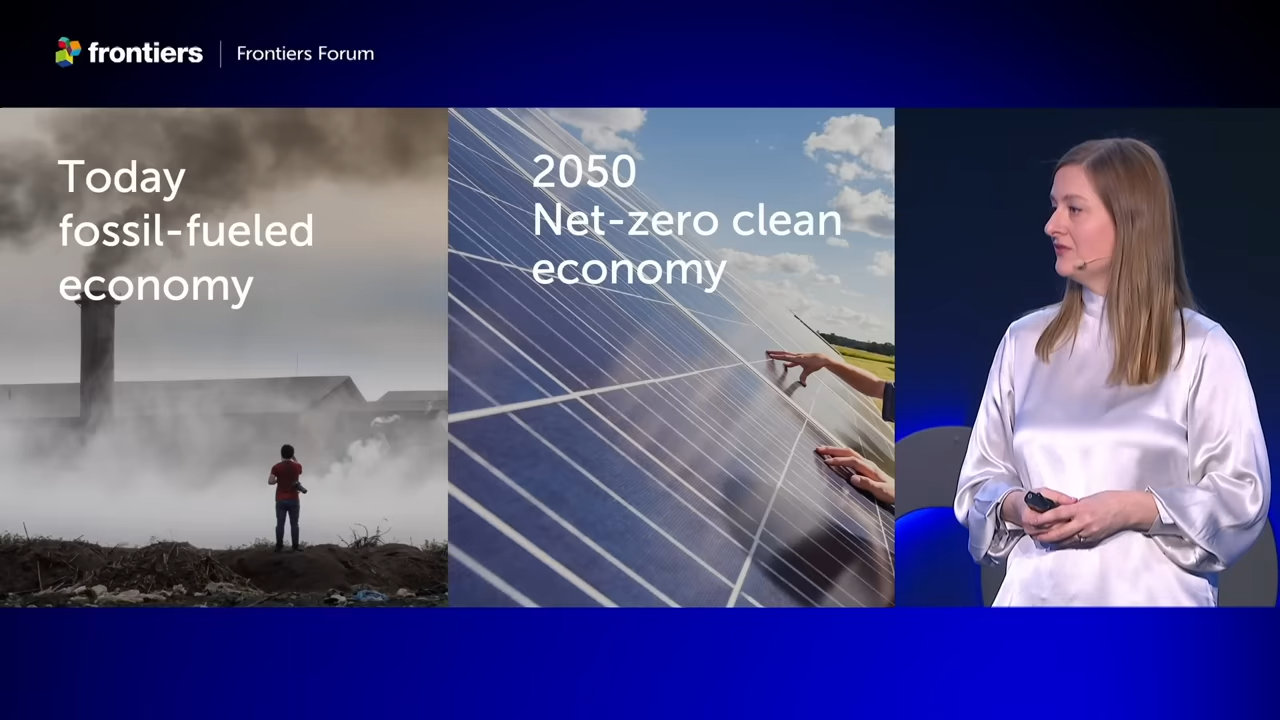 frontiers
Frontiers Forum
Today
fossil-fueled
economy
2050
Net-zero clean
economy